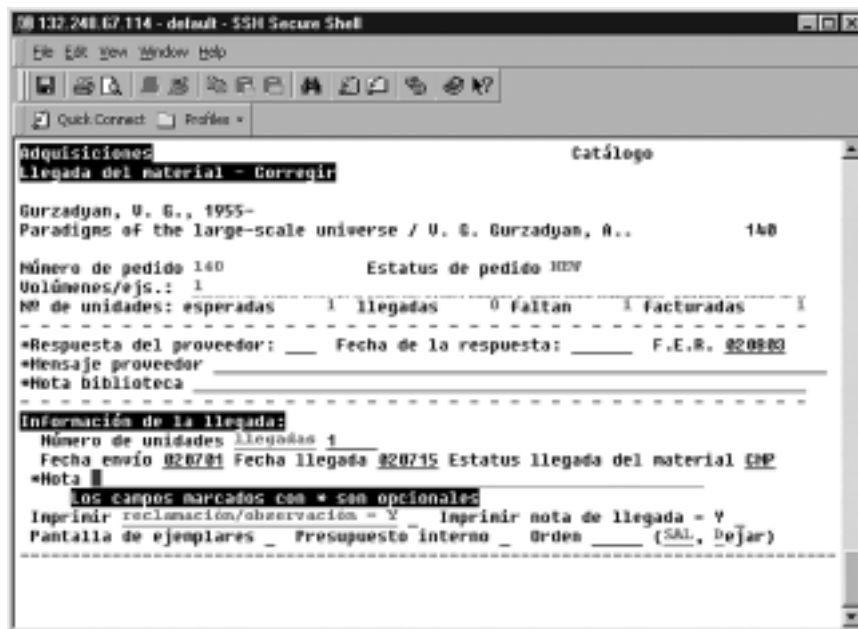 132.248.67.114 - default - SSH Secure Shell
File Edit View Window Help
Quick Connect Profiles
Adquisiciones Catálogo
Llegada del material - Corregir
Gurzadyan, V. G., 1955-
Paradigms of the large-scale universe / V. G. Gurzadyan, A.. 140
Número de pedido 140 Estatus de pedido NEW
Volúmenes/ejs.: 1
Nº de unidades: esperadas 1 llegadas 0 faltan 1 facturadas 1
*Respuesta del proveedor: ___ Fecha de la respuesta: ______ F.E.R. 020803
*Mensaje proveedor
*Nota biblioteca
Información de la llegada:
Número de unidades llegadas 1
Fecha envío 020701 Fecha llegada 020715 Estatus llegada del material CMP
*Nota
Los campos marcados con * son opcionales
Imprimir reclamación/observación - Y _ Imprimir nota de llegada - Y _
Pantalla de ejemplares _ Presupuesto interno _ Orden _____ (SAL, Dejar)